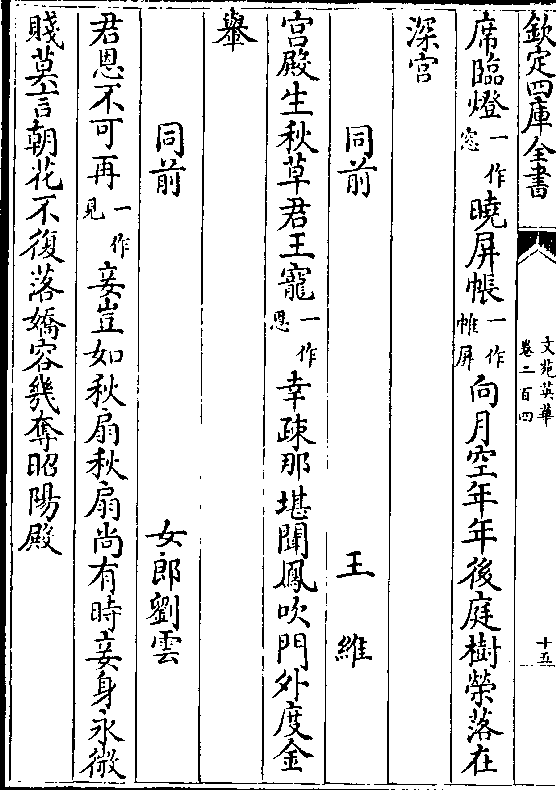 欽定四庫全書
文苑英華
卷二百四
十五
席臨燈一作窓曉屏帳一作帷屏向月空年年後庭樹榮落在
深宫
同前 王維
宫殿生秋草君王寵一作恩幸疎那堪聞鳳吹門外度金
轝
同前 女郎劉雲
君恩不可再一作見妾豈如秋扇秋扇尚有時妾身永微
賤莫言朝花不復落嬌容幾奪昭陽殿